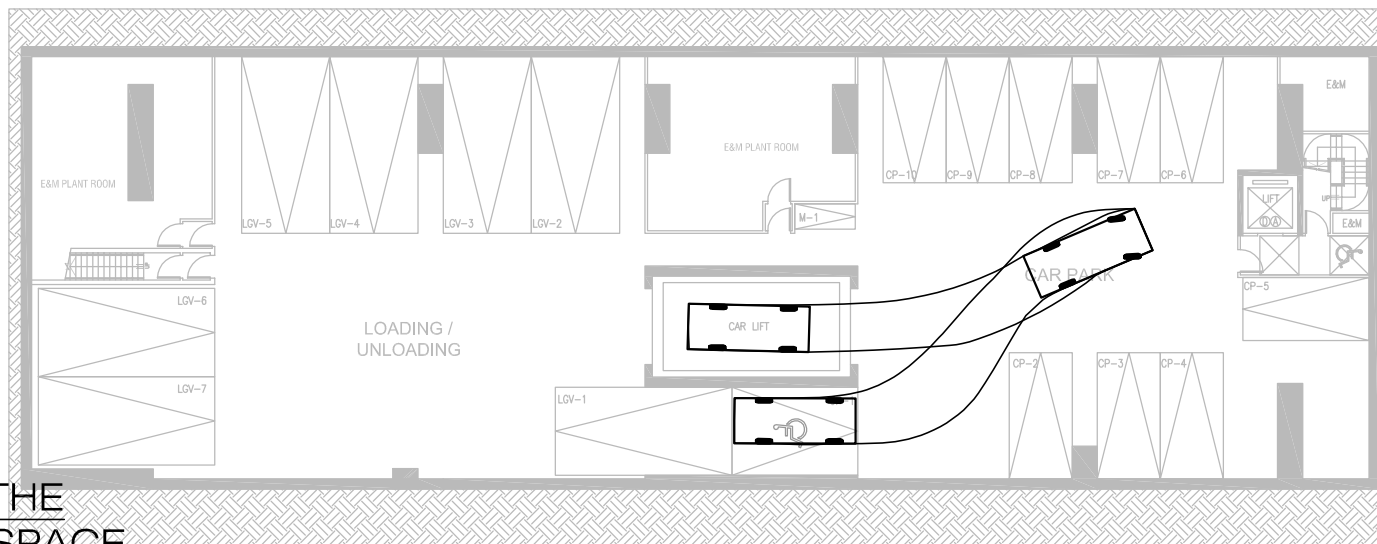 E&M PLANT ROOM
LGV-5
LGV-4
LGV-3
LGV-2
E&M PLANT ROOM
M-1
CP-10
CP-9
CP-8
CP-7
CP-6
E&M
LIFT
UP
E&M
CAR PARK
CP-5
LGV-6
LGV-7
LOADING /
UNLOADING
CAR LIFT
LGV-1
CP-2
CP-3
CP-4
THE
SPACE